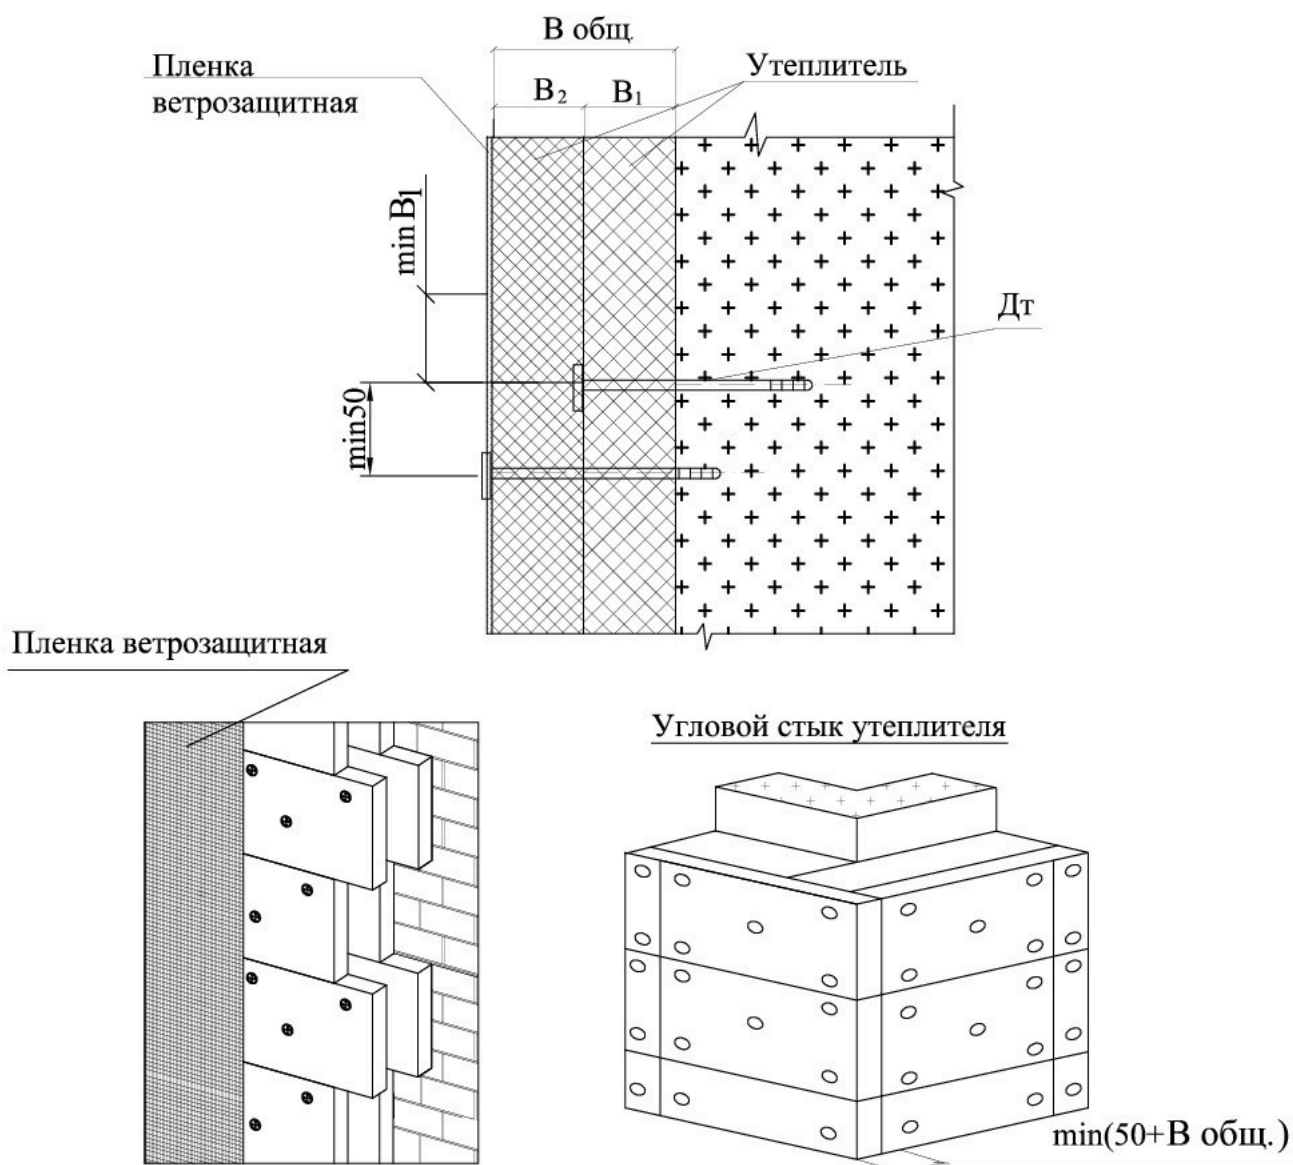 В общ.
Пленка
ветрозащитная
Утеплитель
В₂
В₁
min В1
Дт
min50
Пленка ветрозащитная
Угловой стык утеплителя
min(50+В общ.)